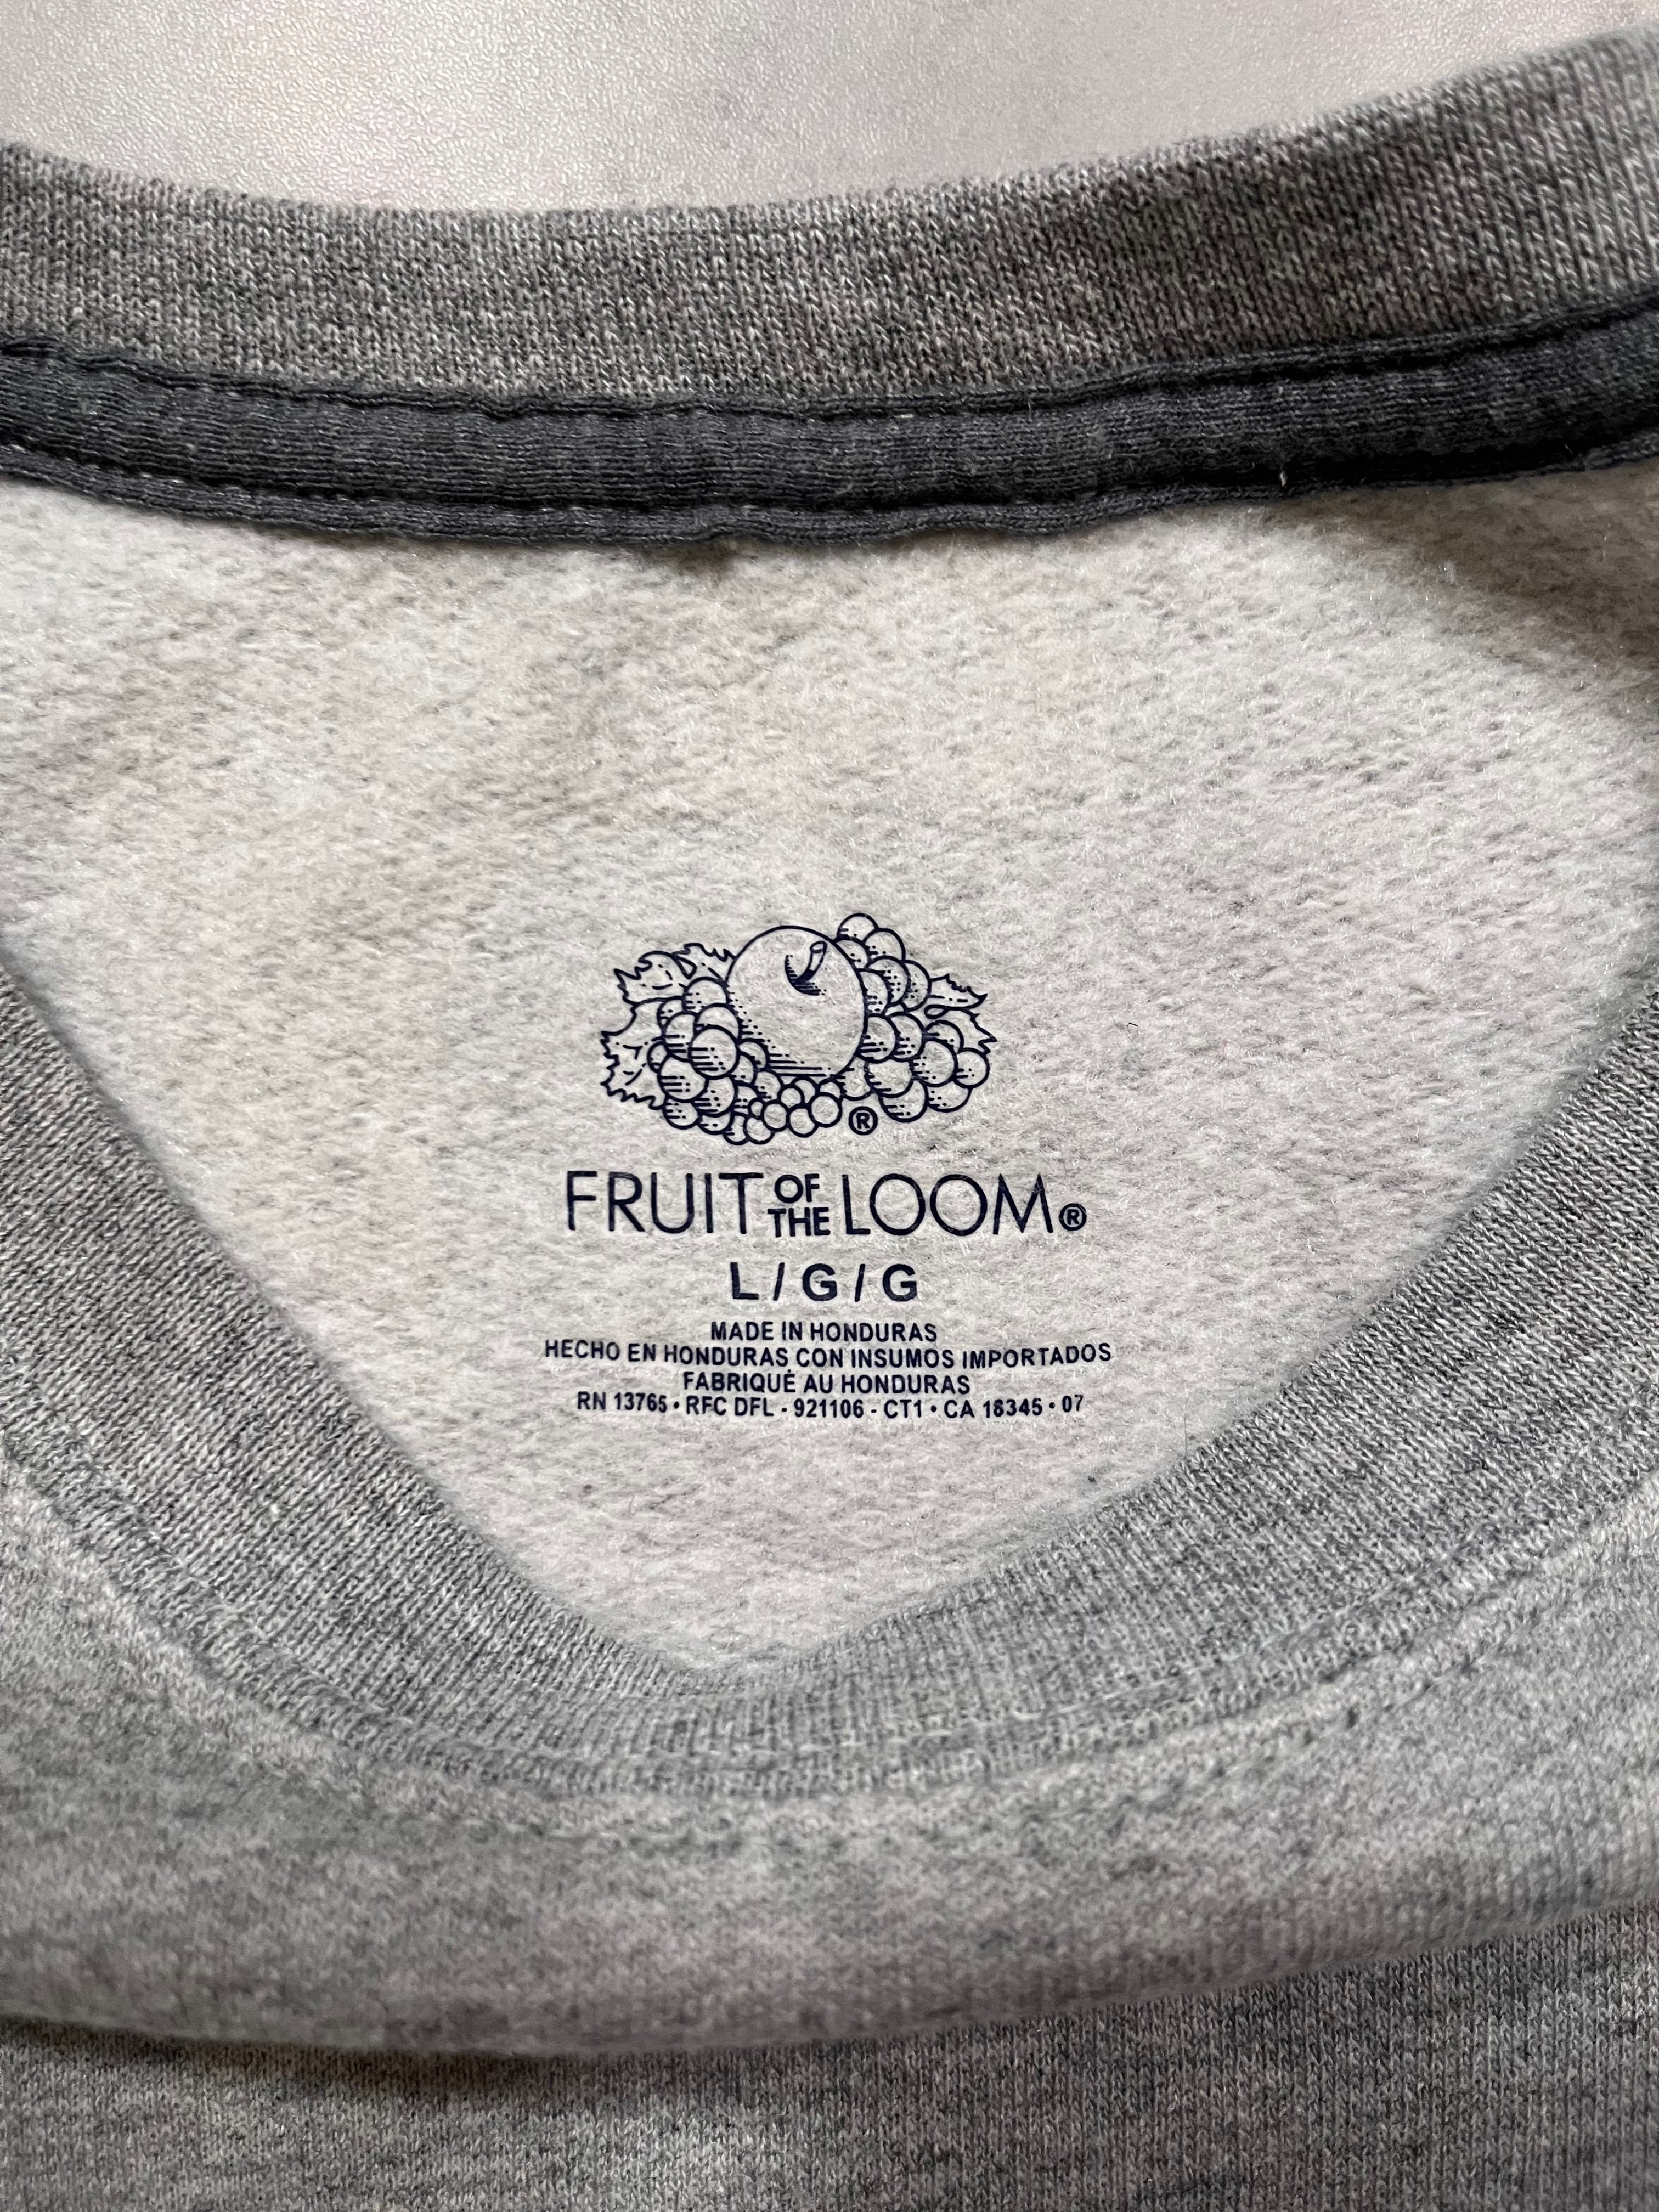 ®
FRUIT OF THE LOOM®
L / G / G
MADE IN HONDURAS
HECHO EN HONDURAS CON INSUMOS IMPORTADOS
FABRIQUÉ AU HONDURAS
RN 13765 • RFC DFL - 921106 - CT1 • CA 18345 • 07